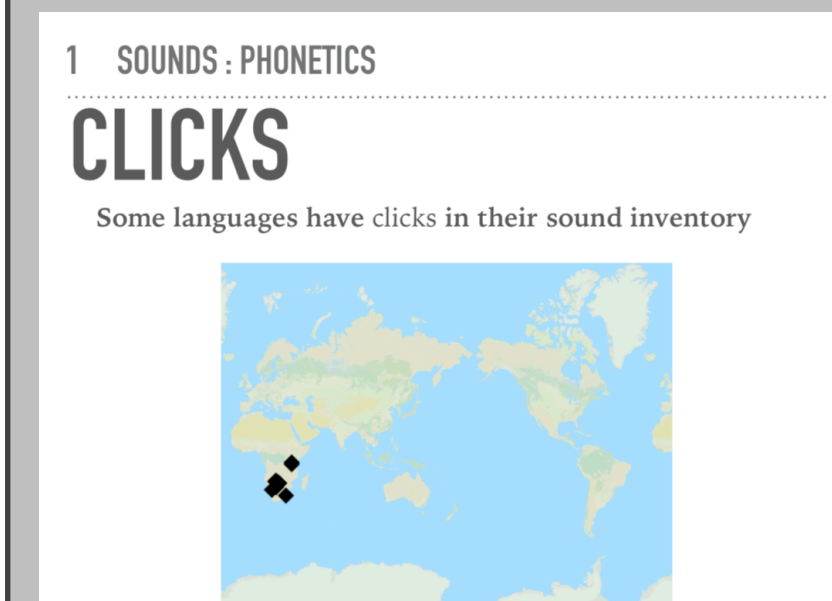 1 SOUNDS : PHONETICS
CLICKS
Some languages have clicks in their sound inventory